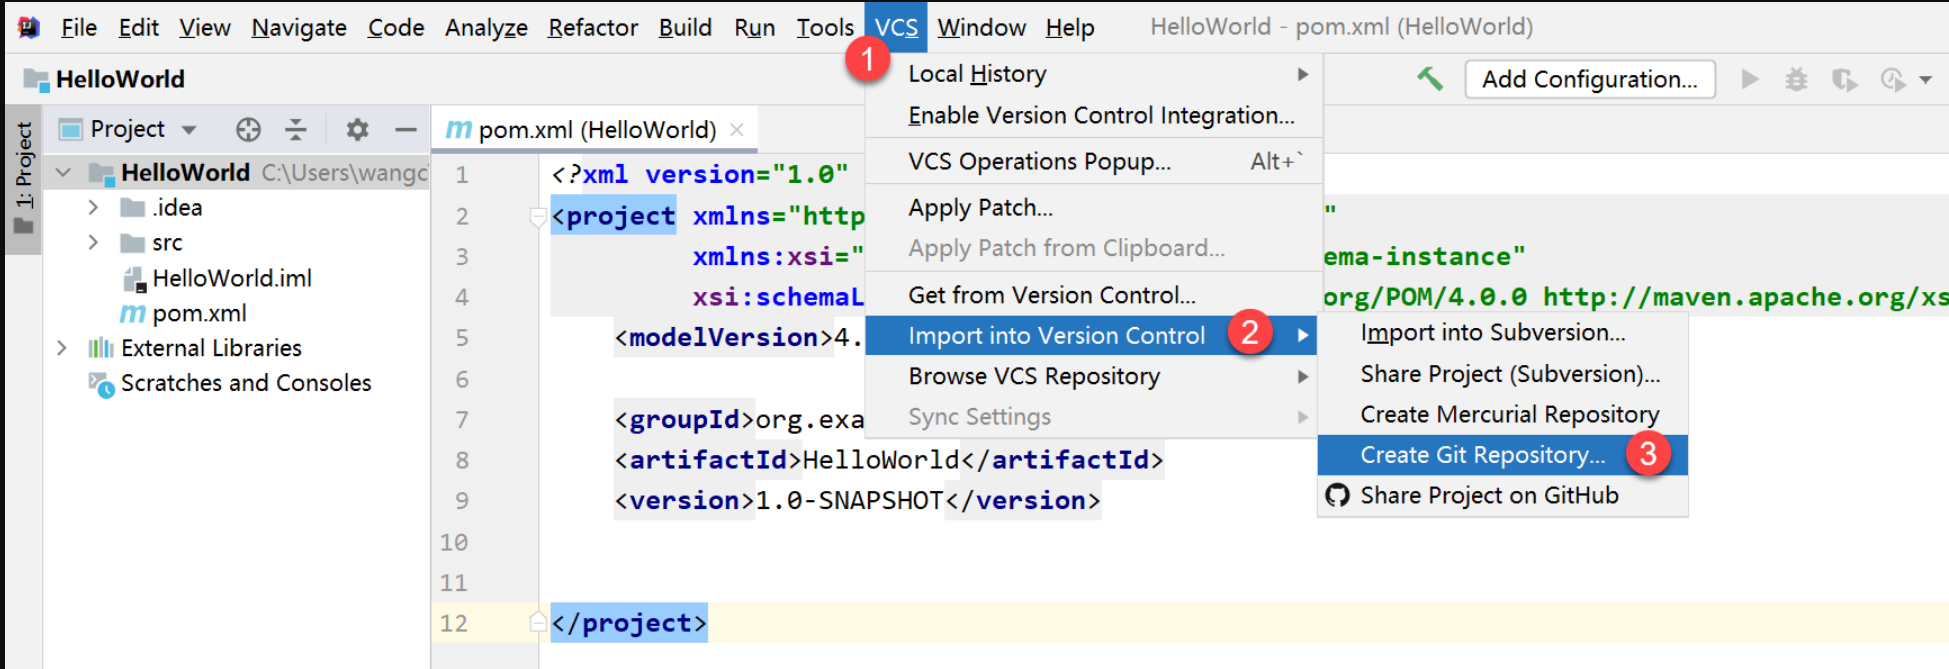 File Edit View Navigate Code Analyze Refactor Build Run Tools VCS Window Help HelloWorld - pom.xml (HelloWorld)
1
HelloWorld
Add Configuration...
Local History
Enable Version Control Integration...
VCS Operations Popup... Alt+`
Apply Patch...
Apply Patch from Clipboard...
Get from Version Control...
Import into Version Control 2
Browse VCS Repository
Sync Settings
Import into Subversion...
Share Project (Subversion)...
Create Mercurial Repository
Create Git Repository... 3
Share Project on GitHub
1: Project
Project
HelloWorld C:\Users\wangc
.idea
src
HelloWorld.iml
pom.xml
External Libraries
Scratches and Consoles
m pom.xml (HelloWorld)
1 <?xml version="1.0"
2 <project xmlns="http "
3 xmlns:xsi=" ema-instance"
4 xsi:schemaL org/POM/4.0.0 http://maven.apache.org/xs
5 <modelVersion>4.
6
7 <groupId>org.exa
8 <artifactId>HelloWorld</artifactId>
9 <version>1.0-SNAPSHOT</version>
10
11
12 </project>